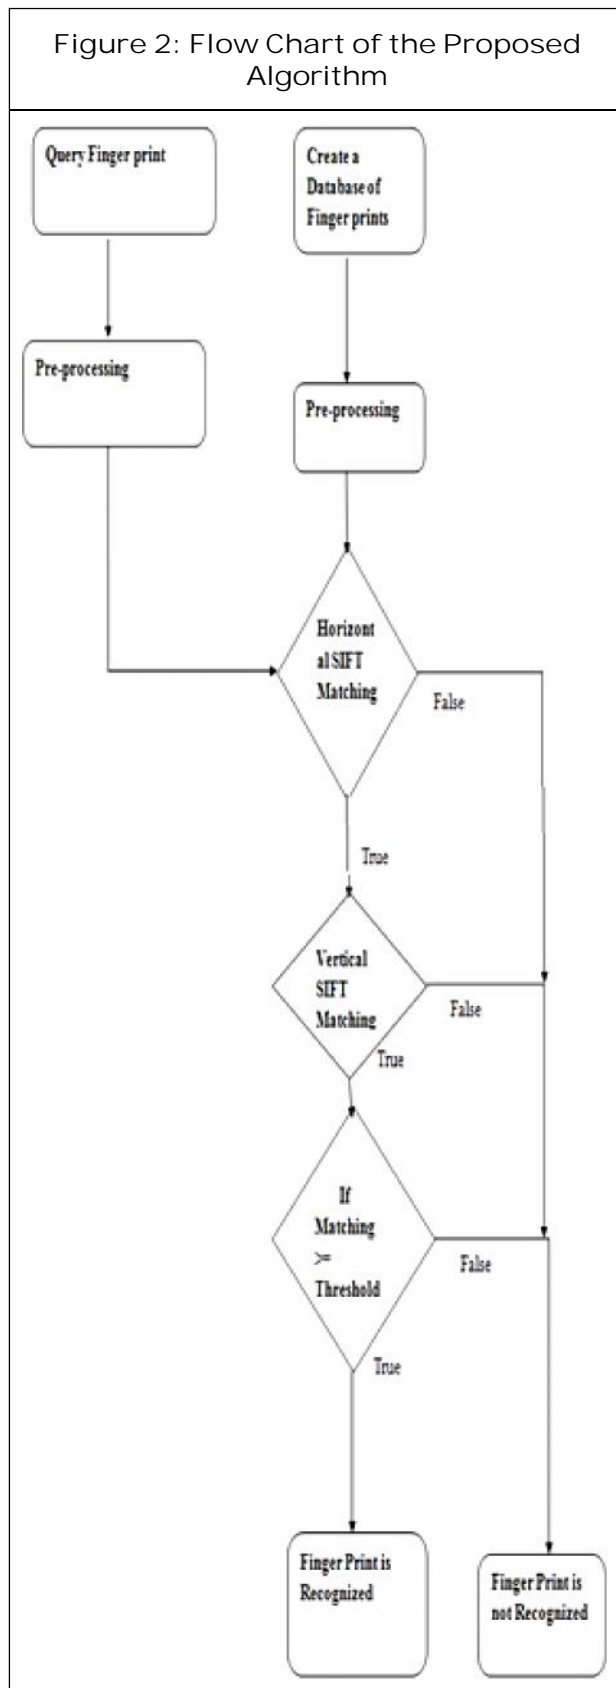 Figure 2: Flow Chart of the Proposed
Algorithm
Query Finger print
Create a
Database of
Finger prints
Pre-processing
Pre-processing
Horizont
al SIFT
Matching
False
True
Vertical
SIFT
Matching
False
True
If
Matching
>=
Threshold
False
True
Finger Print is
Recognized
Finger Print is
not Recognized